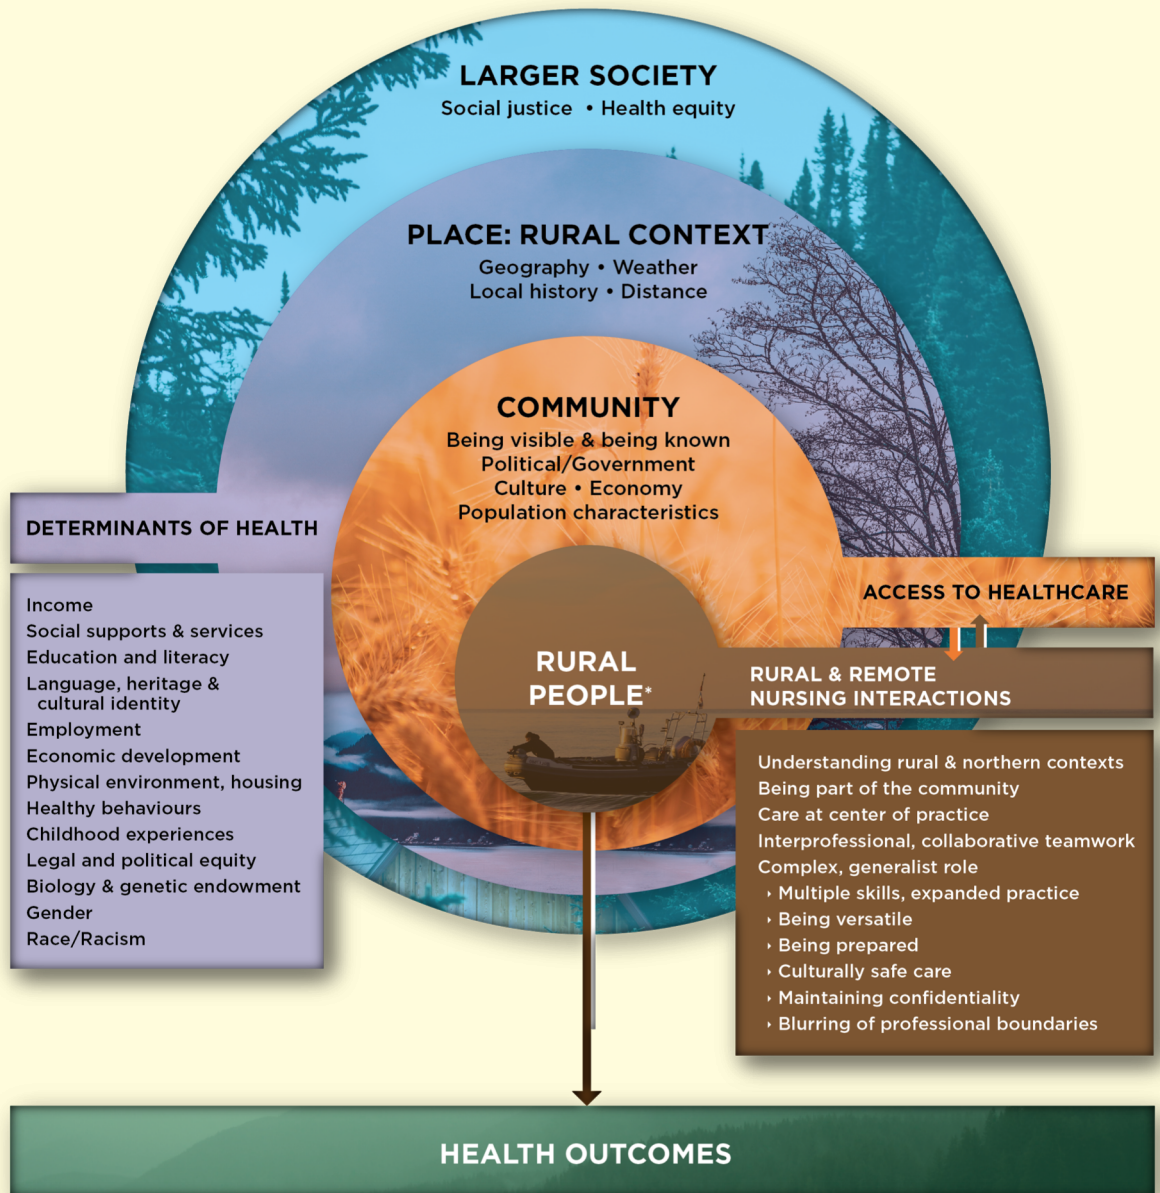 LARGER SOCIETY
Social justice • Health equity
PLACE: RURAL CONTEXT
Geography • Weather
Local history • Distance
COMMUNITY
Being visible & being known
Political/Government
Culture • Economy
Population characteristics
DETERMINANTS OF HEALTH
Income
Social supports & services
Education and literacy
Language, heritage &
cultural identity
Employment
Economic development
Physical environment, housing
Healthy behaviours
Childhood experiences
Legal and political equity
Biology & genetic endowment
Gender
Race/Racism
RURAL
PEOPLE*
ACCESS TO HEALTHCARE
RURAL & REMOTE
NURSING INTERACTIONS
Understanding rural & northern contexts
Being part of the community
Care at center of practice
Interprofessional, collaborative teamwork
Complex, generalist role
‣ Multiple skills, expanded practice
‣ Being versatile
‣ Being prepared
‣ Culturally safe care
‣ Maintaining confidentiality
‣ Blurring of professional boundaries
HEALTH OUTCOMES